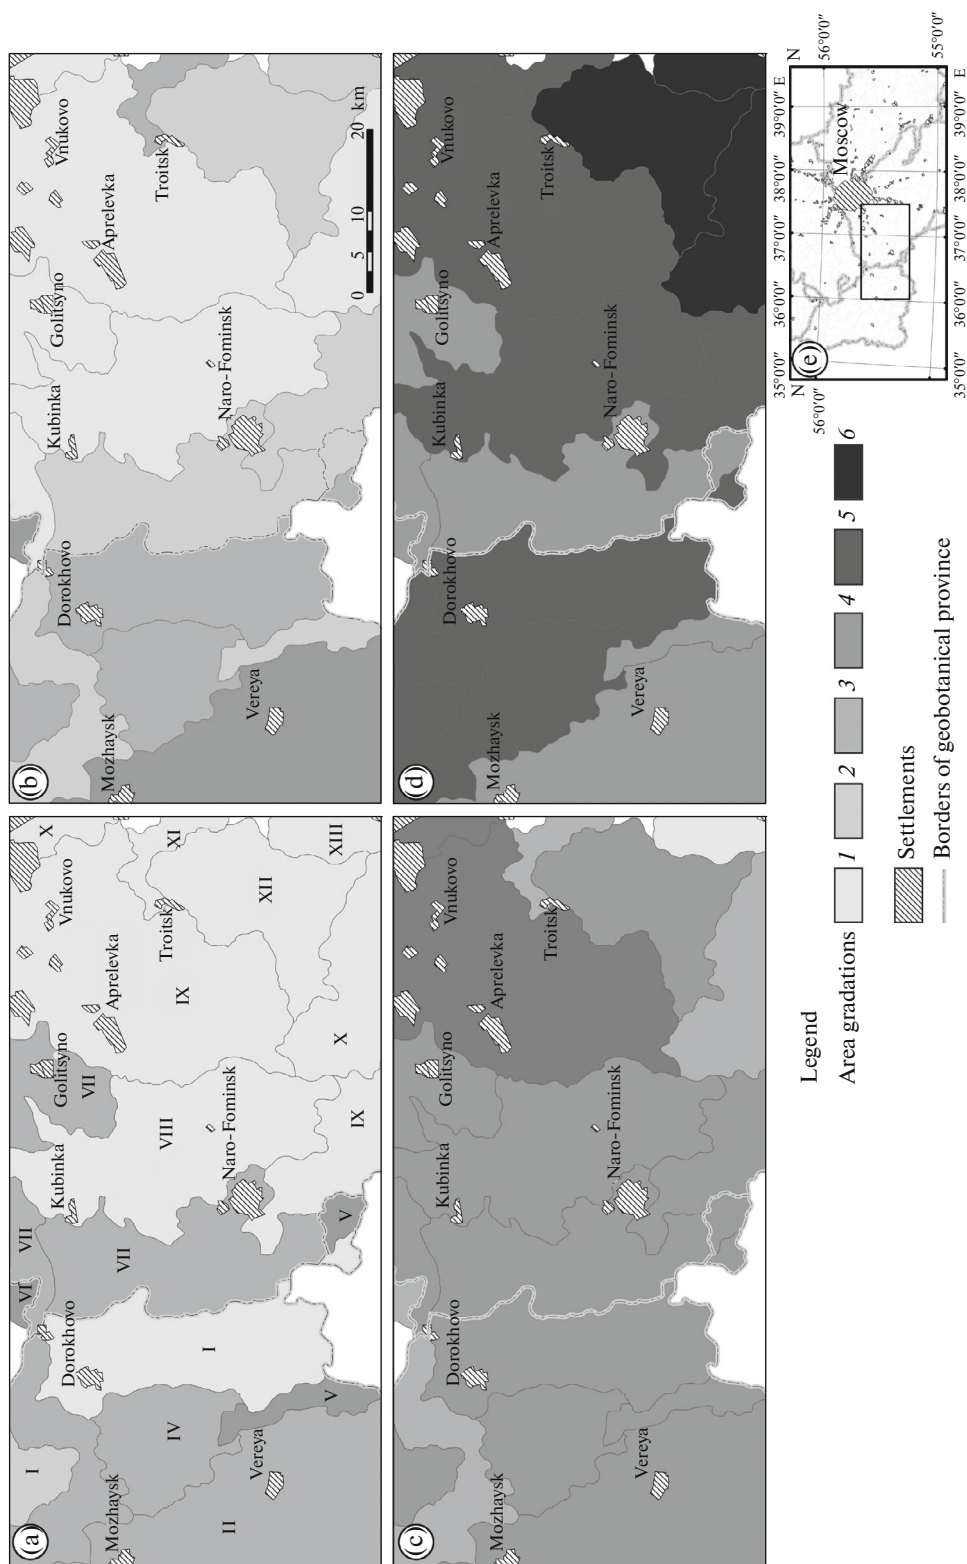 (a)
I
VI
VII
Kubinka
Golitsyno
VII
X
Vnukovo
Dorokhovo
VII
Aprelevka
Mozhaysk
IV
I
VIII
IX
Troitsk
XI
II
Vereya
V
V
Naro-Fominsk
IX
X
XII
XIII
(b)
Kubinka
Golitsyno
Vnukovo
Dorokhovo
Aprelevka
Mozhaysk
Troitsk
Vereya
Naro-Fominsk
0 5 10 20 km
(c)
Kubinka
Golitsyno
Vnukovo
Dorokhovo
Aprelevka
Mozhaysk
Troitsk
Vereya
Naro-Fominsk
(d)
Kubinka
Golitsyno
Vnukovo
Dorokhovo
Aprelevka
Mozhaysk
Troitsk
Vereya
Naro-Fominsk
Legend
Area gradations 1 2 3 4 5 6
Settlements
Borders of geobotanical province
35°0′0″ 36°0′0″ 37°0′0″ 38°0′0″ 39°0′0″ E
N
N
(e)
56°0′0″
56°0′0″
Moscow
55°0′0″
35°0′0″ 36°0′0″ 37°0′0″ 38°0′0″ 39°0′0″ E